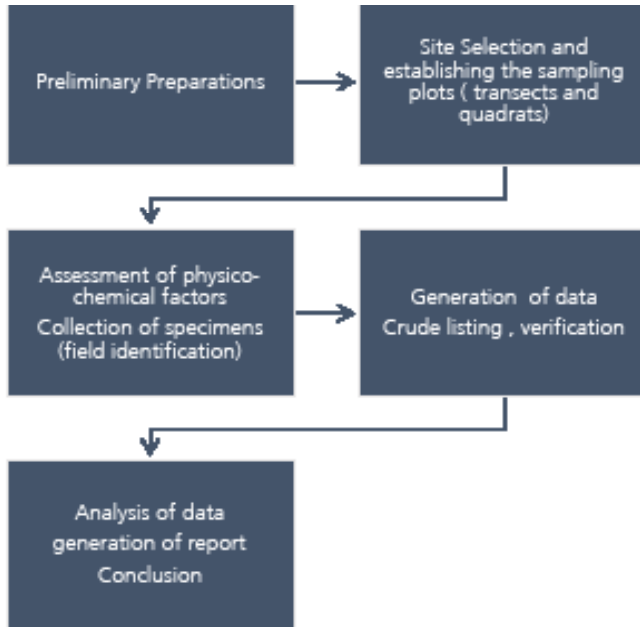 Preliminary Preparations
Site Selection and
establishing the sampling
plots ( transects and
quadrats)
Assessment of physico-
chemical factors
Collection of specimens
(field identification)
Generation of data
Crude listing , verification
Analysis of data
generation of report
Conclusion